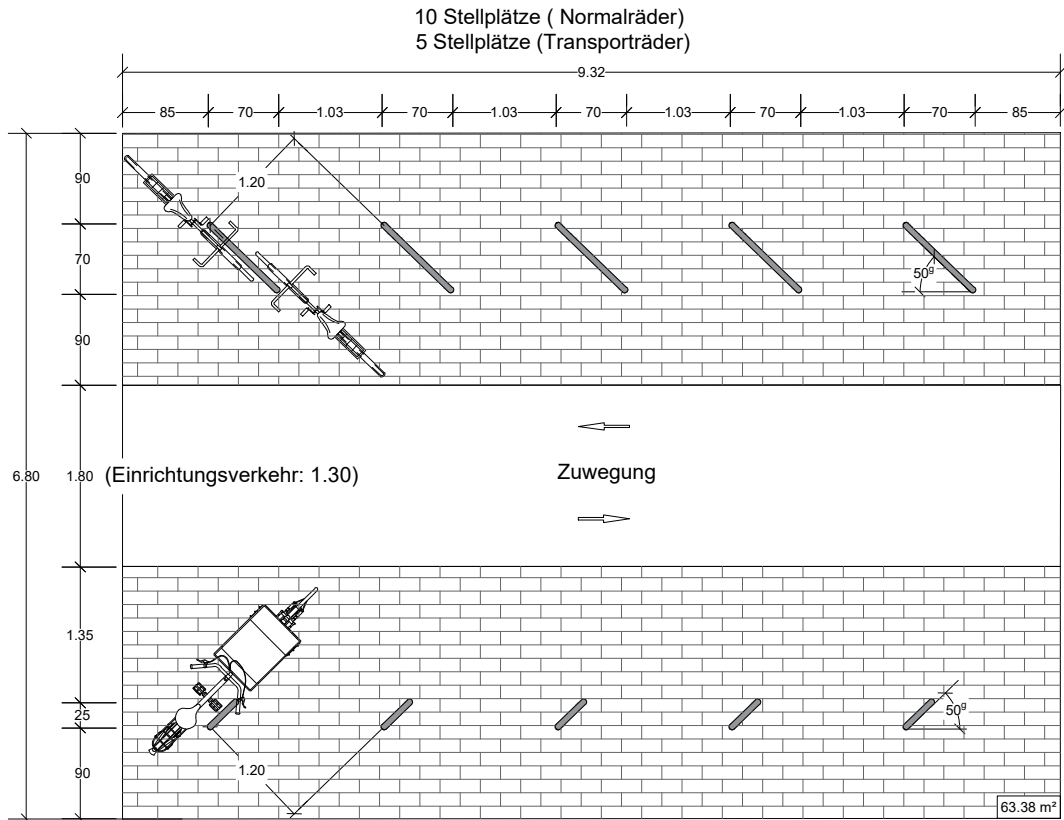 10 Stellplätze ( Normalräder)
5 Stellplätze (Transporträder)
9.32
85 70 1.03 70 1.03 70 1.03 70 1.03 70 85
90
1.20
70
50g
90
6.80
1.80
(Einrichtungsverkehr: 1.30)
Zuwegung
1.35
25
50g
90
1.20
63.38 m²